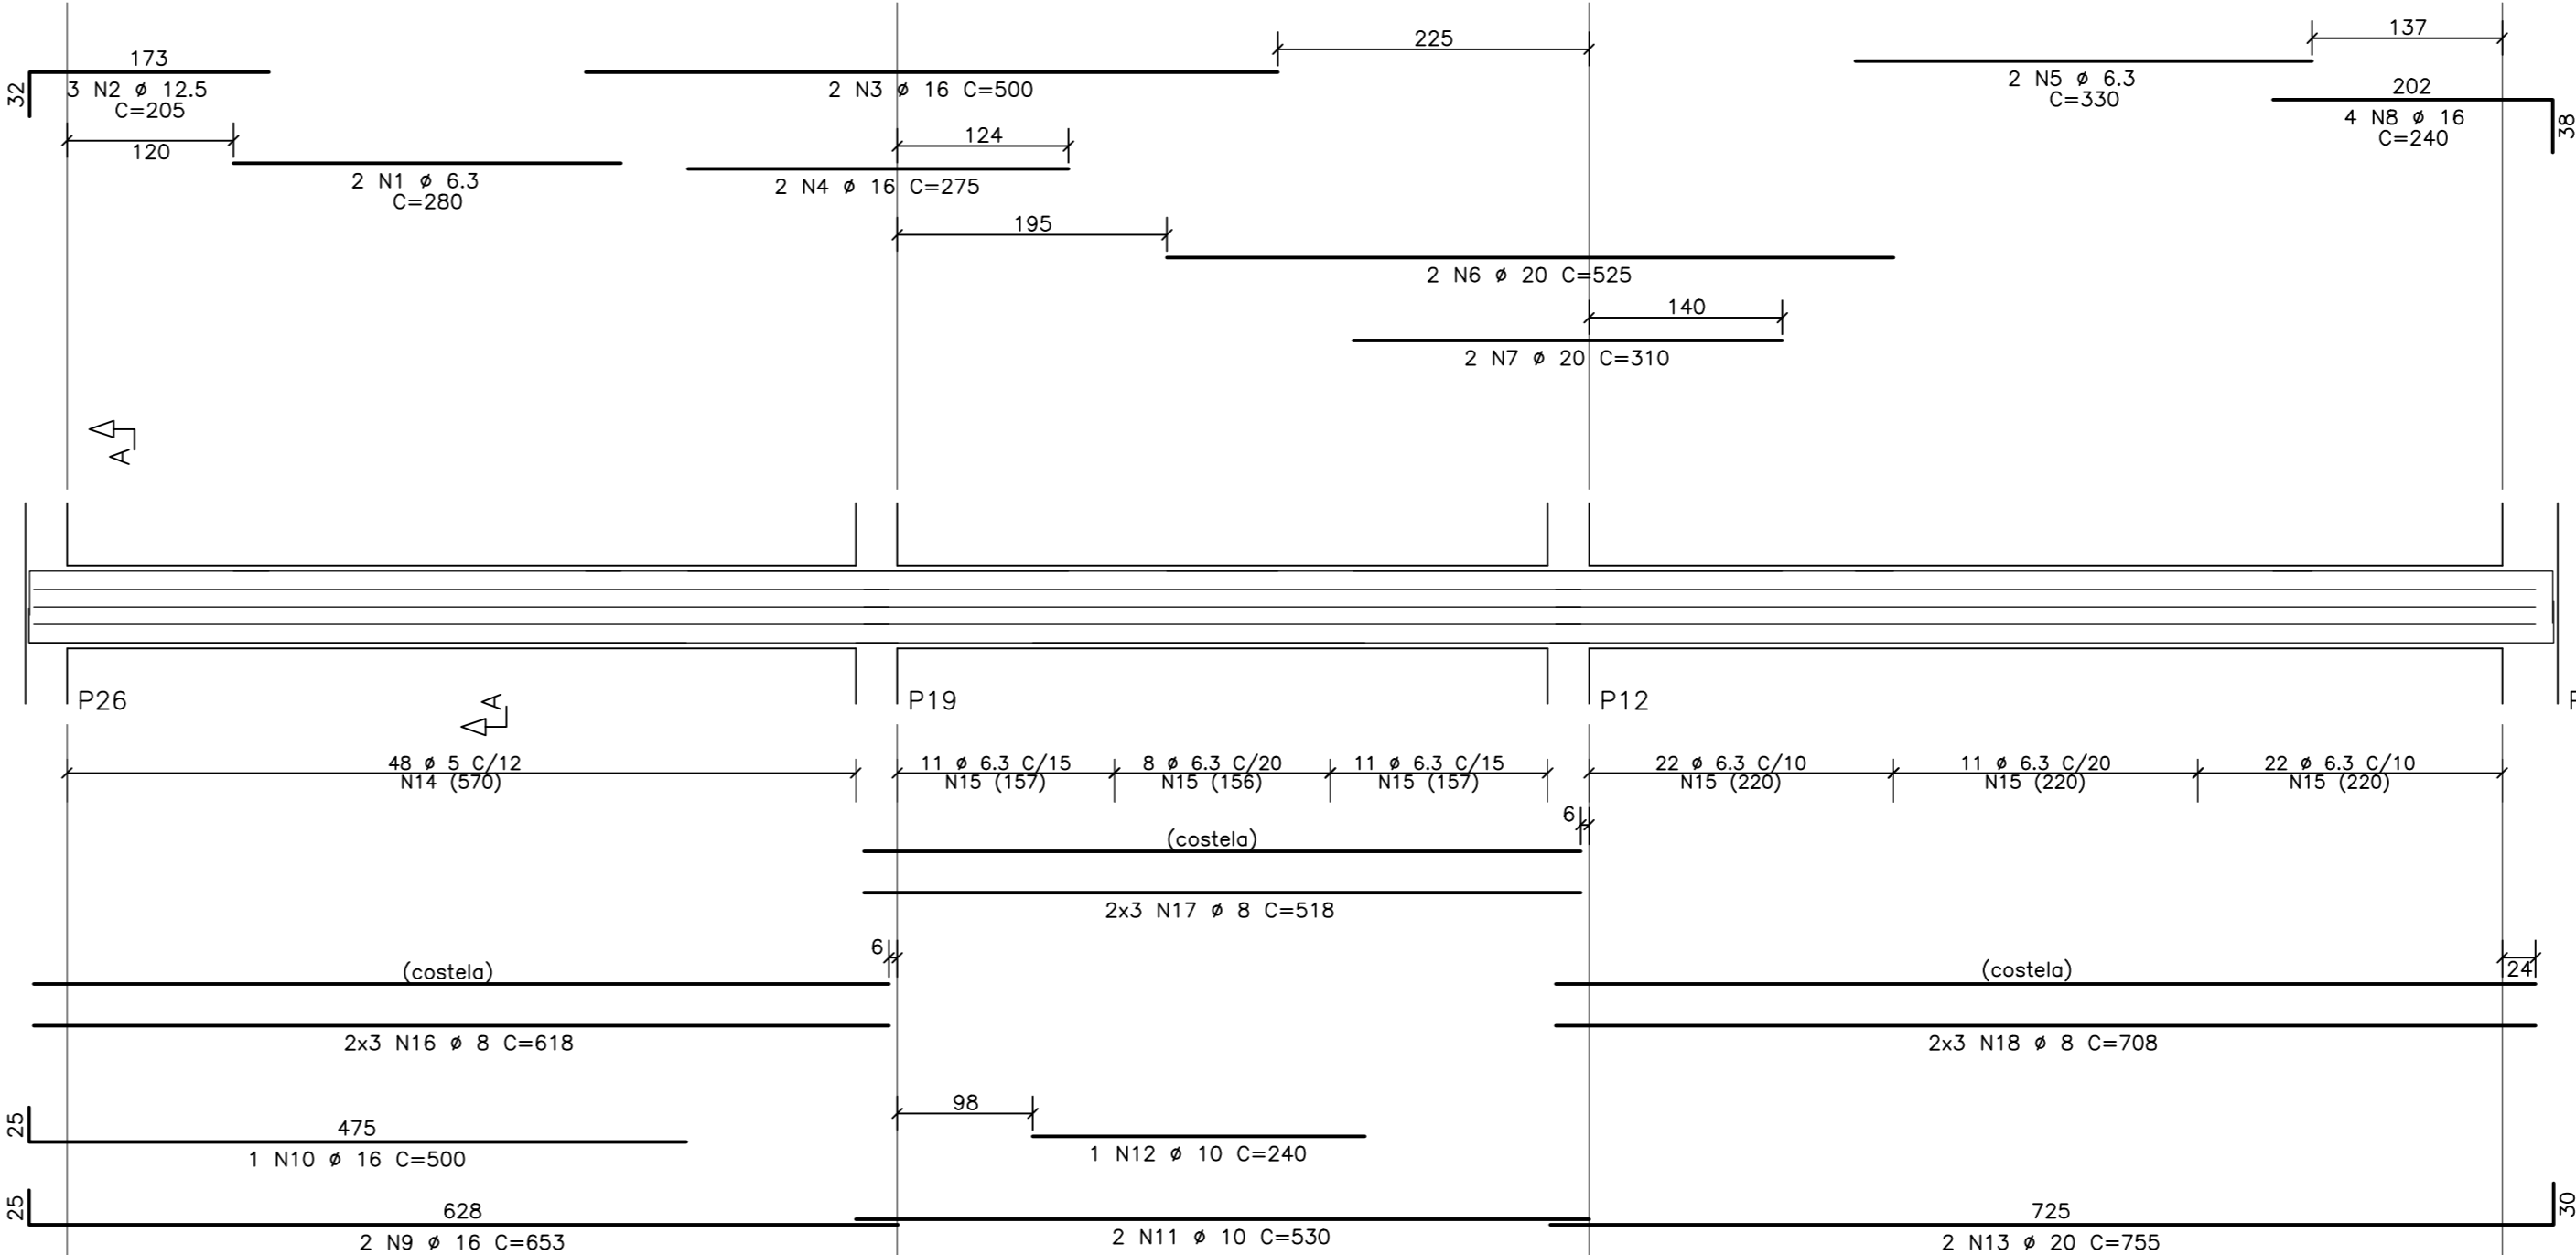 173
32
3 N2 ø 12.5
C=205
120
2 N1 ø 6.3
C=280
2 N3 ø 16 C=500
225
124
2 N4 ø 16 C=275
195
2 N6 ø 20 C=525
140
2 N7 ø 20 C=310
137
2 N5 ø 6.3
C=330
202
4 N8 ø 16
C=240
38
A
A
P26
P19
P12
48 ø 5 C/12
N14 (570)
11 ø 6.3 C/15
N15 (157)
8 ø 6.3 C/20
N15 (156)
11 ø 6.3 C/15
N15 (157)
22 ø 6.3 C/10
N15 (220)
11 ø 6.3 C/20
N15 (220)
22 ø 6.3 C/10
N15 (220)
6
(costela)
2x3 N17 ø 8 C=518
6
(costela)
2x3 N16 ø 8 C=618
(costela)
24
2x3 N18 ø 8 C=708
25
475
1 N10 ø 16 C=500
98
1 N12 ø 10 C=240
25
628
2 N9 ø 16 C=653
2 N11 ø 10 C=530
725
30
2 N13 ø 20 C=755